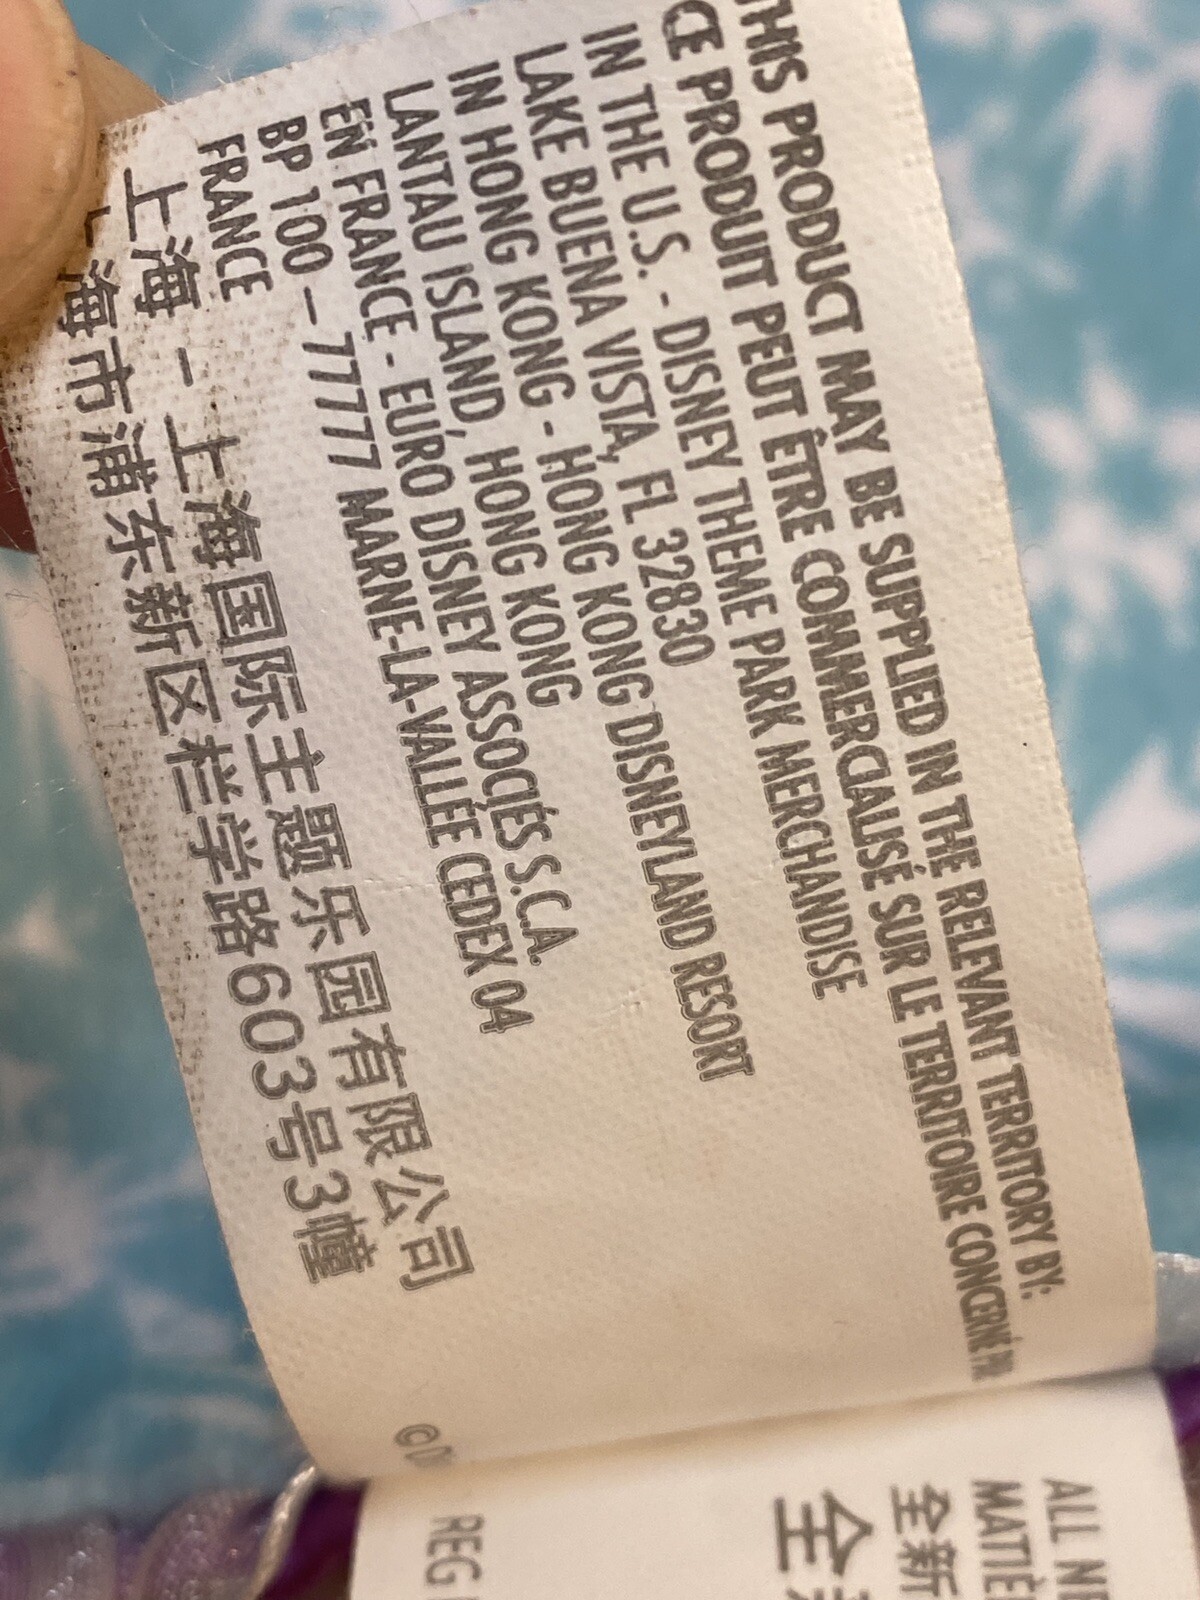 THIS PRODUCT MAY BE SUPPLIED IN THE RELEVANT TERRITORY BY:
CE PRODUIT PEUT ÊTRE COMMERCIALISÉ SUR LE TERRITOIRE CONCERNÉ PAR
IN THE U.S. - DISNEY THEME PARK MERCHANDISE
LAKE BUENA VISTA, FL 32830
IN HONG KONG - HONG KONG DISNEYLAND RESORT
LANTAU ISLAND, HONG KONG
EN FRANCE - EURO DISNEY ASSOCIÉS S.C.A.
BP 100 - 77777 MARNE-LA-VALLÉE CEDEX 04
FRANCE
上海 - 上海国际主题乐园有限公司
上海市浦东新区栏学路603号3幢
©
ALL
全新
全
REG